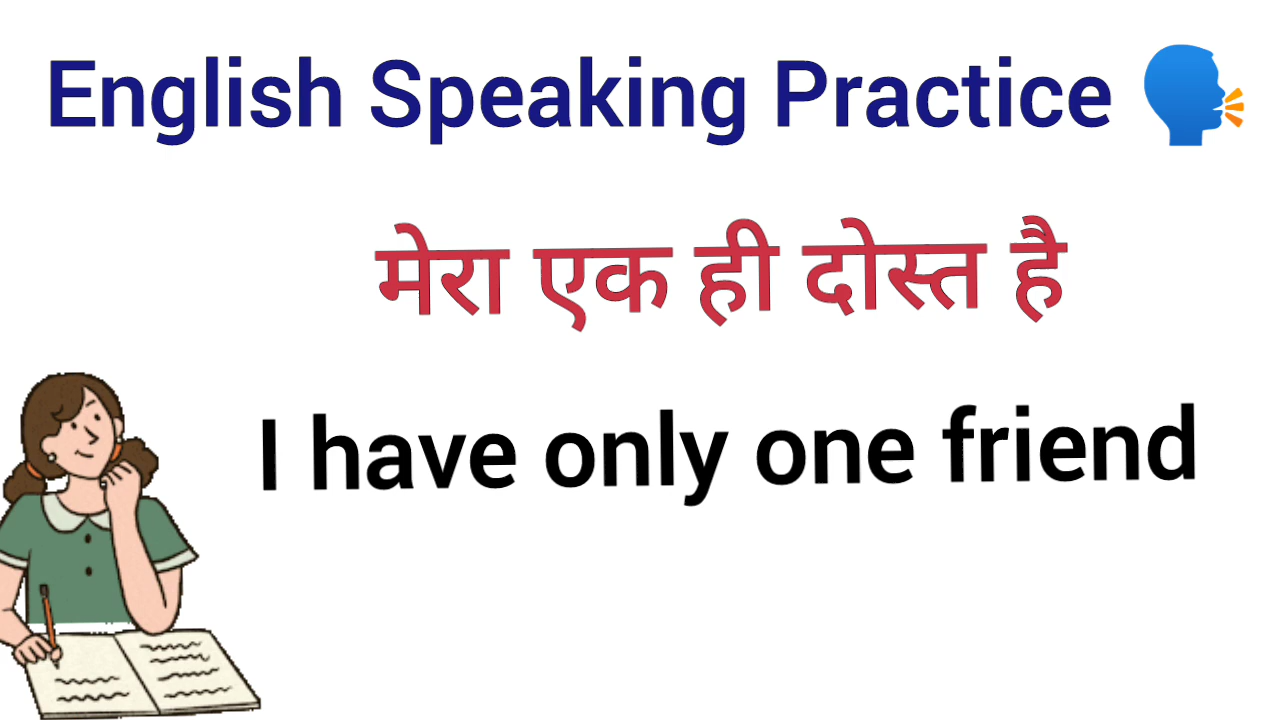 English Speaking Practice
मेरा एक ही दोस्त है
I have only one friend